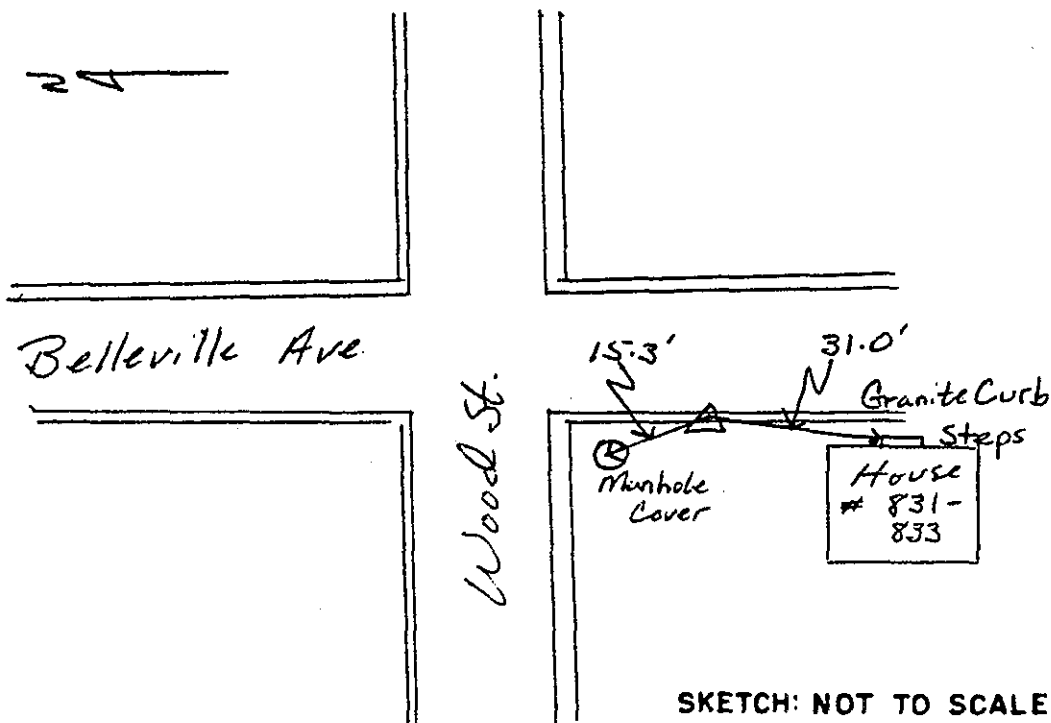 N
Belleville Ave
Wood St.
15.3'
31.0'
Granite Curb
Steps
Manhole
Cover
House
# 831-
833
SKETCH: NOT TO SCALE